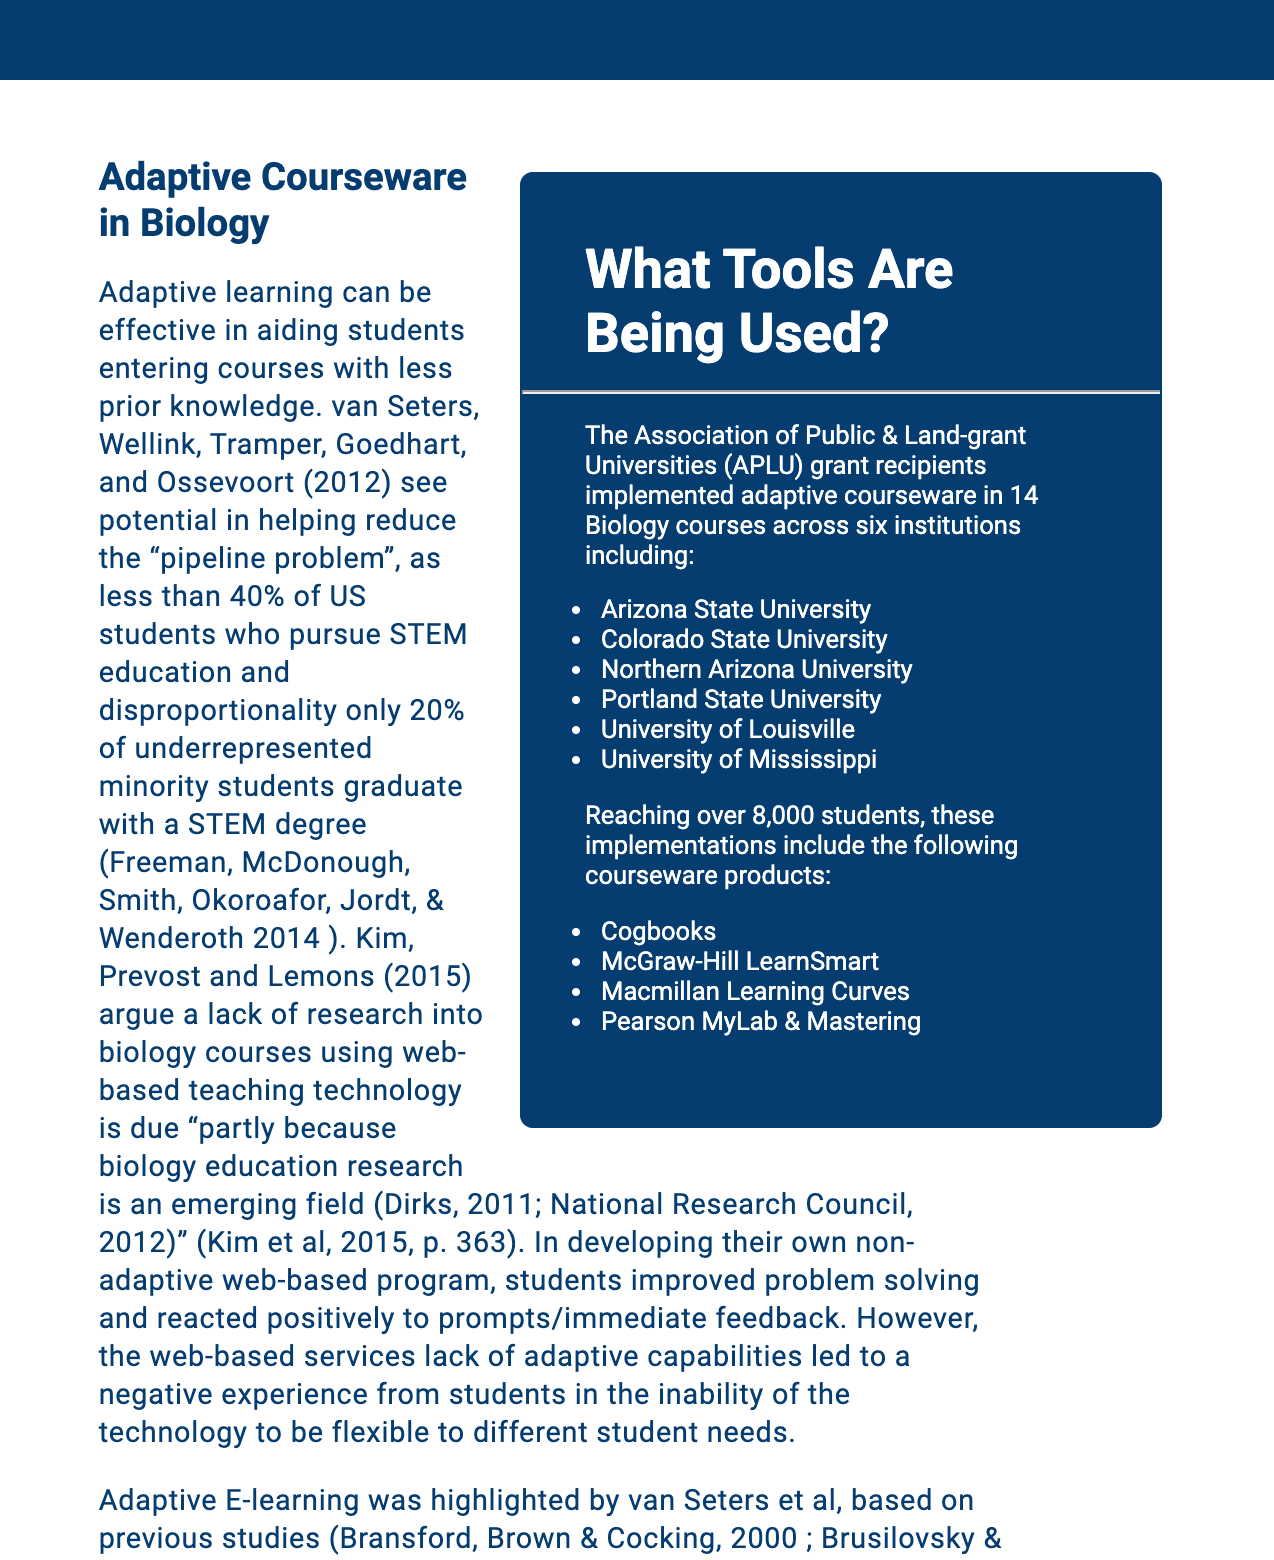 Adaptive Courseware
in Biology
Adaptive learning can be
effective in aiding students
entering courses with less
prior knowledge. van Seters,
Wellink, Tramper, Goedhart,
and Ossevoort (2012) see
potential in helping reduce
the “pipeline problem”, as
less than 40% of US
students who pursue STEM
education and
disproportionality only 20%
of underrepresented
minority students graduate
with a STEM degree
(Freeman, McDonough,
Smith, Okoroafor, Jordt, &
Wenderoth 2014 ). Kim,
Prevost and Lemons (2015)
argue a lack of research into
biology courses using web-
based teaching technology
is due “partly because
biology education research
is an emerging field (Dirks, 2011; National Research Council,
2012)” (Kim et al, 2015, p. 363). In developing their own non-
adaptive web-based program, students improved problem solving
and reacted positively to prompts/immediate feedback. However,
the web-based services lack of adaptive capabilities led to a
negative experience from students in the inability of the
technology to be flexible to different student needs.
Adaptive E-learning was highlighted by van Seters et al, based on
previous studies (Bransford, Brown & Cocking, 2000 ; Brusilovsky &
What Tools Are
Being Used?
The Association of Public & Land-grant
Universities (APLU) grant recipients
implemented adaptive courseware in 14
Biology courses across six institutions
including:
• Arizona State University
• Colorado State University
• Northern Arizona University
• Portland State University
• University of Louisville
• University of Mississippi
Reaching over 8,000 students, these
implementations include the following
courseware products:
• Cogbooks
• McGraw-Hill LearnSmart
• Macmillan Learning Curves
• Pearson MyLab & Mastering